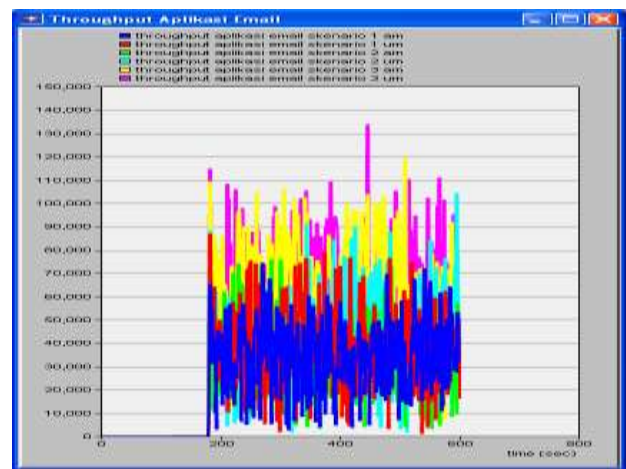 Throughput Aplikasi Email
throughput aplikasi email skenario 1 am
throughput aplikasi email skenario 1 um
throughput aplikasi email skenario 2 am
throughput aplikasi email skenario 2 um
throughput aplikasi email skenario 3 am
throughput aplikasi email skenario 3 um
150,000
140,000
130,000
120,000
110,000
100,000
90,000
80,000
70,000
60,000
50,000
40,000
30,000
20,000
10,000
0
0 200 400 600 800
time (sec)